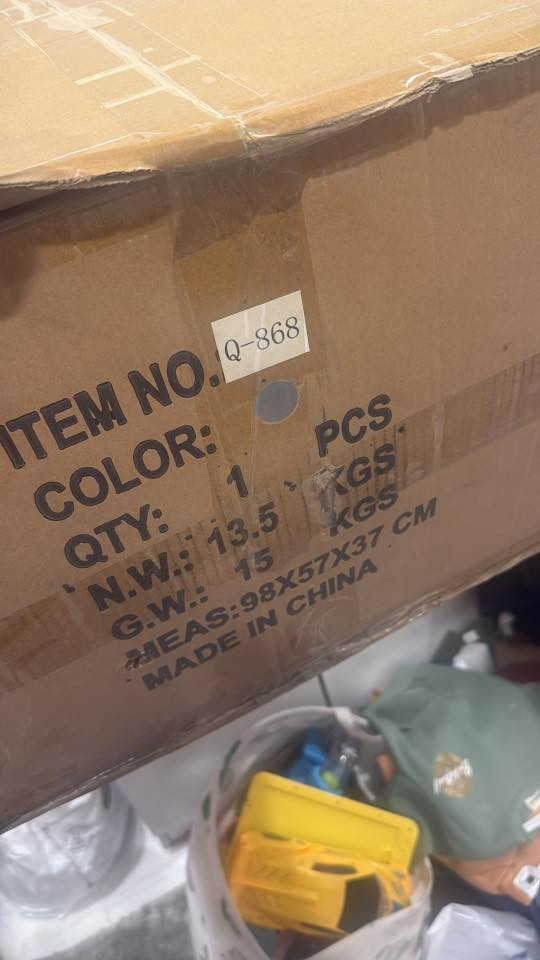 ITEM NO.: Q-868
COLOR:
QTY: 1 PCS.
N.W.: 13.5 KGS
G.W.: 15 KGS
MEAS:98X57X37 CM
MADE IN CHINA